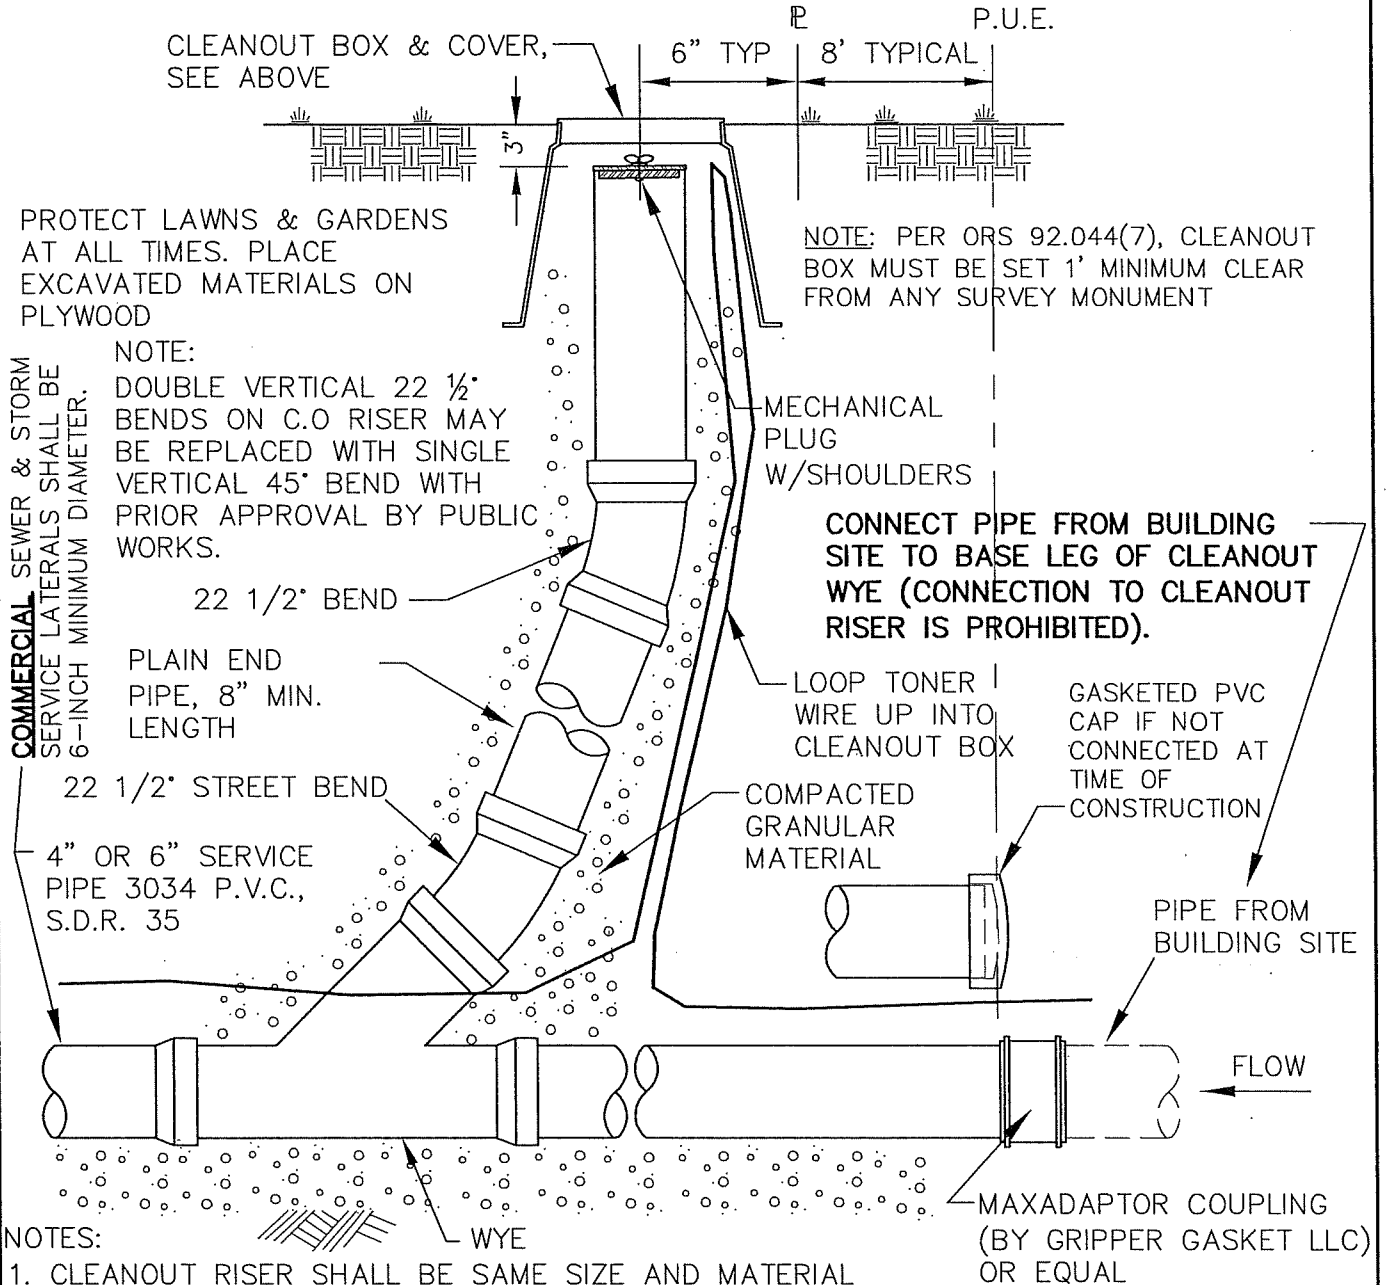 ℄ P.U.E.
CLEANOUT BOX & COVER,
SEE ABOVE
6" TYP
8' TYPICAL
3"
PROTECT LAWNS & GARDENS
AT ALL TIMES. PLACE
EXCAVATED MATERIALS ON
PLYWOOD
NOTE: PER ORS 92.044(7), CLEANOUT
BOX MUST BE SET 1' MINIMUM CLEAR
FROM ANY SURVEY MONUMENT
COMMERCIAL SEWER & STORM
SERVICE LATERALS SHALL BE
6-INCH MINIMUM DIAMETER.
NOTE:
DOUBLE VERTICAL 22 ½°
BENDS ON C.O RISER MAY
BE REPLACED WITH SINGLE
VERTICAL 45° BEND WITH
PRIOR APPROVAL BY PUBLIC
WORKS.
MECHANICAL
PLUG
W/SHOULDERS
CONNECT PIPE FROM BUILDING
SITE TO BASE LEG OF CLEANOUT
WYE (CONNECTION TO CLEANOUT
RISER IS PROHIBITED).
22 1/2° BEND
PLAIN END
PIPE, 8" MIN.
LENGTH
LOOP TONER
WIRE UP INTO
CLEANOUT BOX
GASKETED PVC
CAP IF NOT
CONNECTED AT
TIME OF
CONSTRUCTION
22 1/2° STREET BEND
COMPACTED
GRANULAR
MATERIAL
4" OR 6" SERVICE
PIPE 3034 P.V.C.,
S.D.R. 35
PIPE FROM
BUILDING SITE
FLOW
WYE
MAXADAPTOR COUPLING
(BY GRIPPER GASKET LLC)
OR EQUAL
NOTES:
1. CLEANOUT RISER SHALL BE SAME SIZE AND MATERIAL